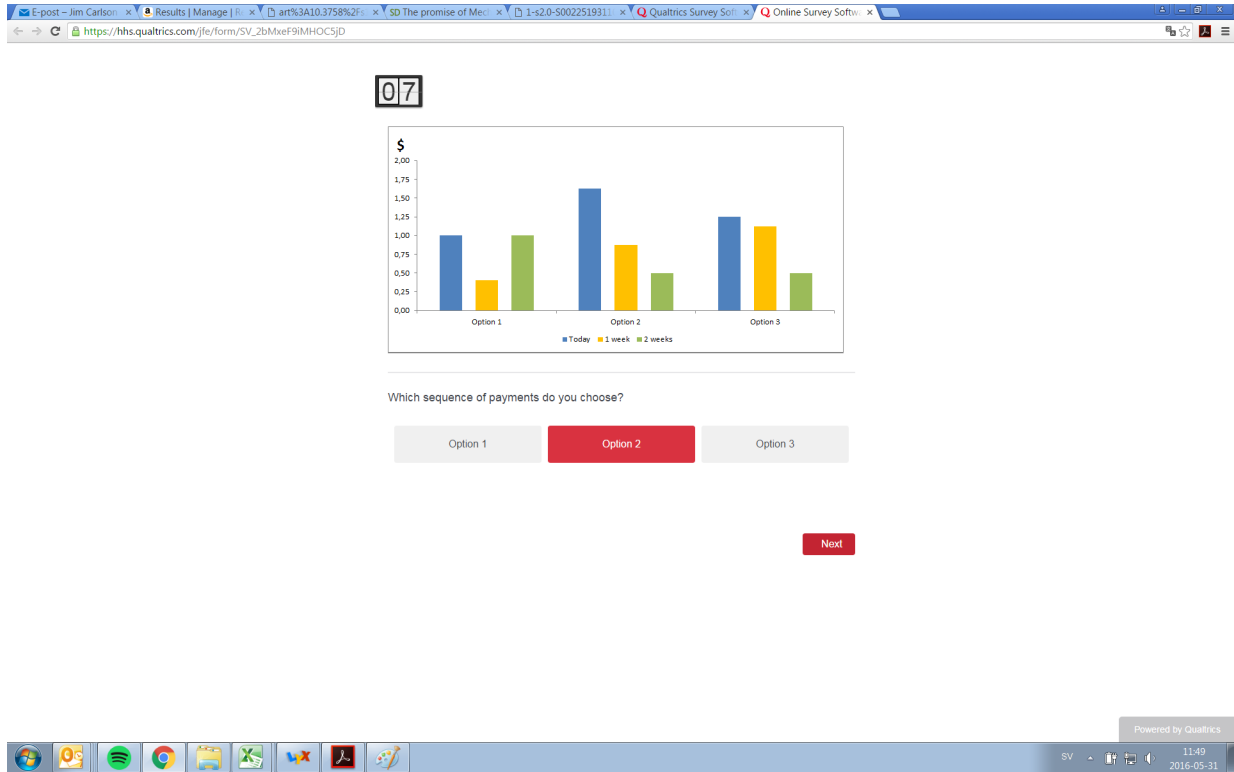 E-post – Jim Carlson
Results | Manage | R
art%3A10.3758%2Fs
SD The promise of Mech
1-s2.0-S0022519311
Qualtrics Survey Soft
Online Survey Softw
https://hhs.qualtrics.com/jfe/form/SV_2bMxeF9iMHOC5jD
07
$
2,00
1,75
1,50
1,25
1,00
0,75
0,50
0,25
0,00
Option 1 Option 2 Option 3
Today 1 week 2 weeks
Which sequence of payments do you choose?
Option 1 Option 2 Option 3
Next
Powered by Qualtrics
SV 11:49
2016-05-31